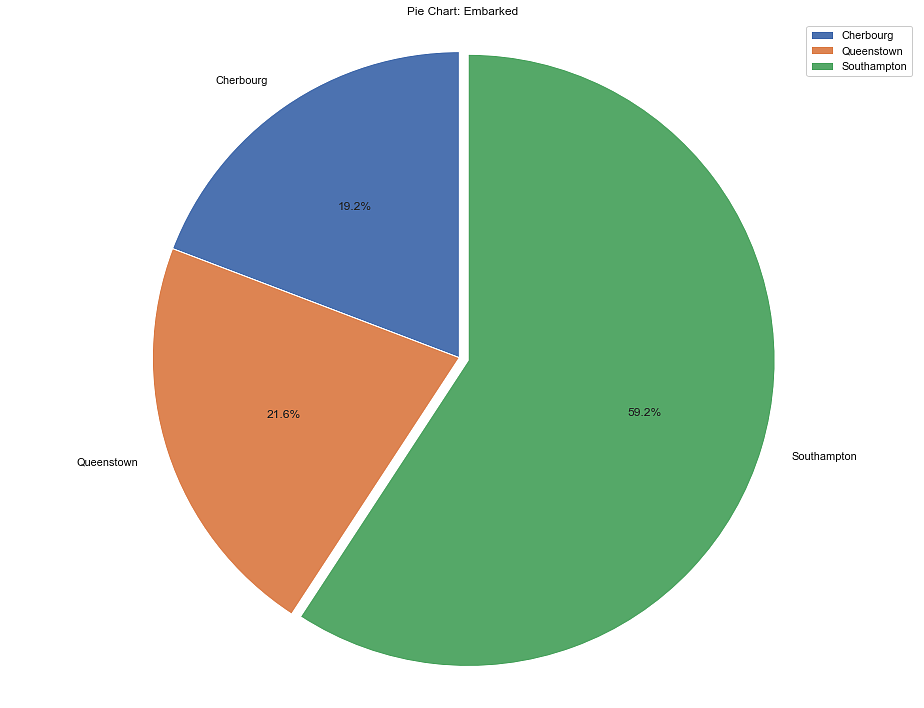 Pie Chart: Embarked
Cherbourg
Queenstown
Southampton
Cherbourg
19.2%
21.6%
59.2%
Queenstown
Southampton